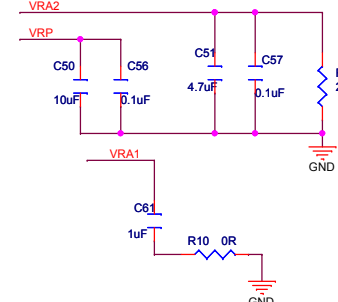 VRA2
VRP
C50 C56 C51 C57
10uF 0.1uF 4.7uF 0.1uF
GND
VRA1
C61
1uF
R10 0R
GND